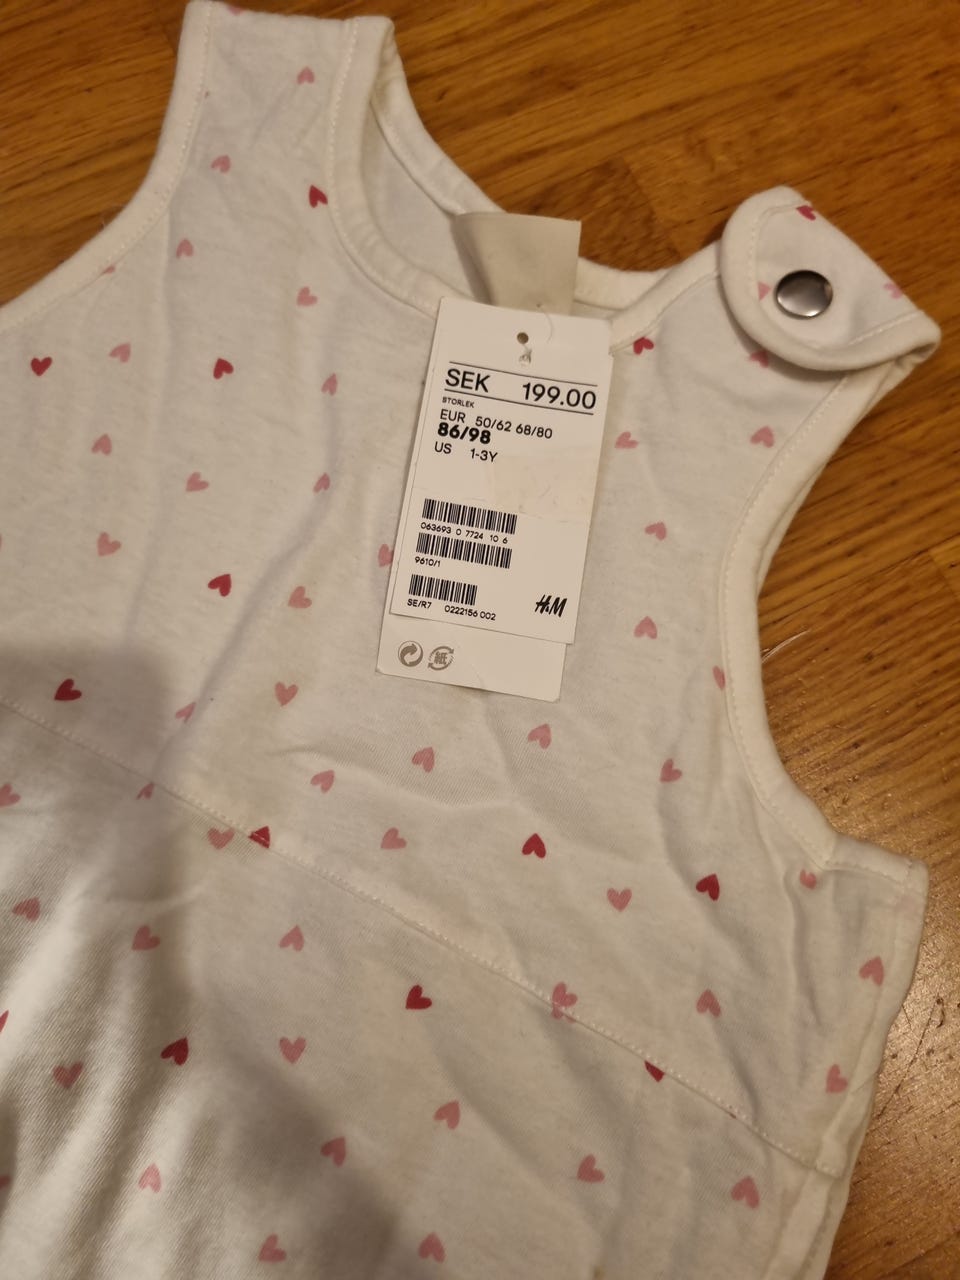 SEK 199.00
STORLEK
EUR 50/62 68/80
86/98
US 1-3Y
063693 0 7724 10 6
9610/1
SE/R7 0222156 002
H&M
紙